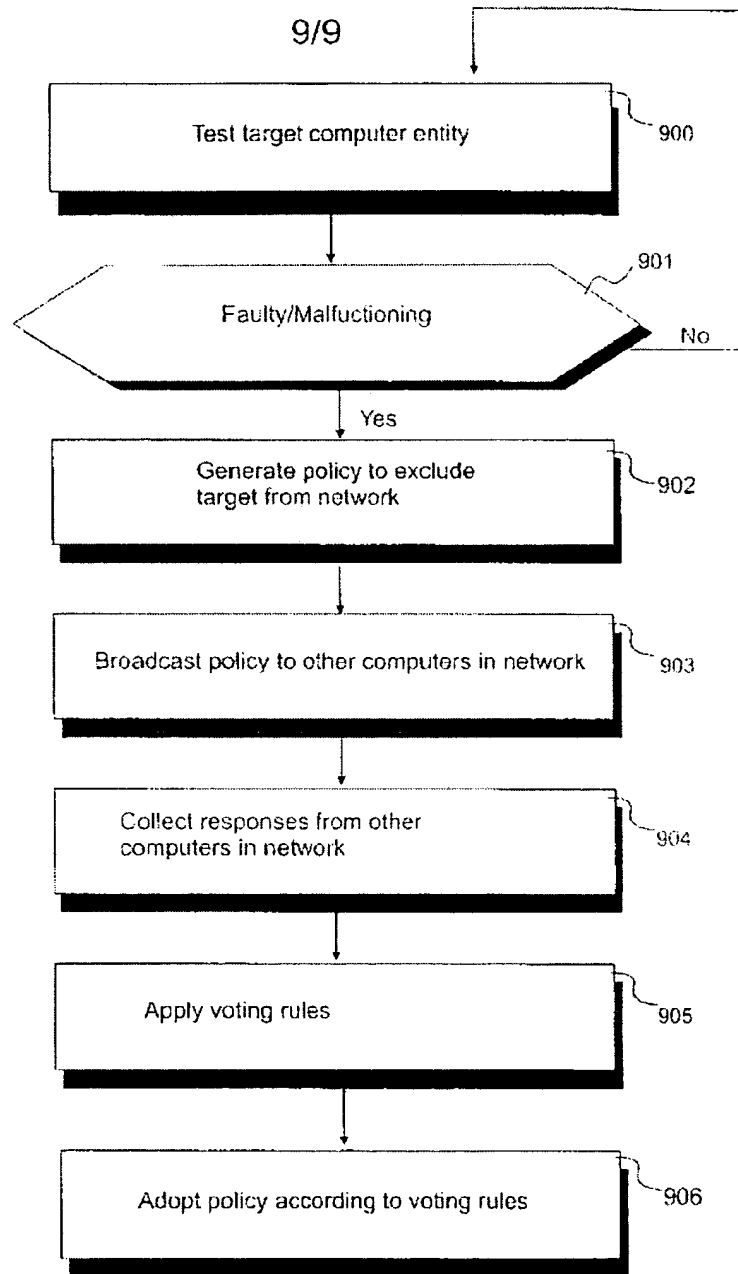 9/9
Test target computer entity
900
Faulty/Malfuctioning
901
No
Yes
Generate policy to exclude
target from network
902
Broadcast policy to other computers in network
903
Collect responses from other
computers in network
904
Apply voting rules
905
Adopt policy according to voting rules
906